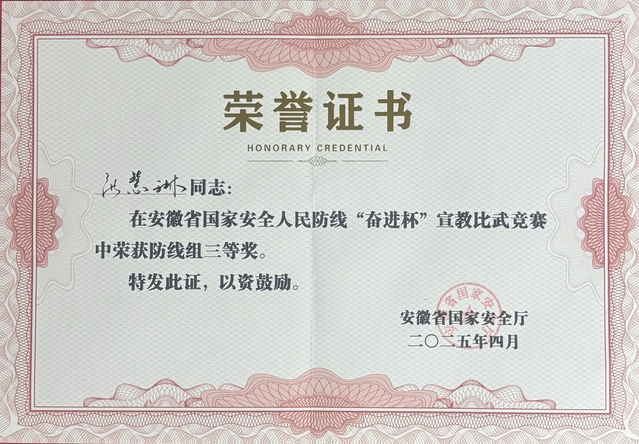 荣誉证书
HONORARY CREDENTIAL
慧琳同志：
在安徽省国家安全人民防线“奋进杯”宣教比武竞赛
中荣获防线组三等奖。
特发此证，以资鼓励。
安徽省国家安全厅
二〇二五年四月